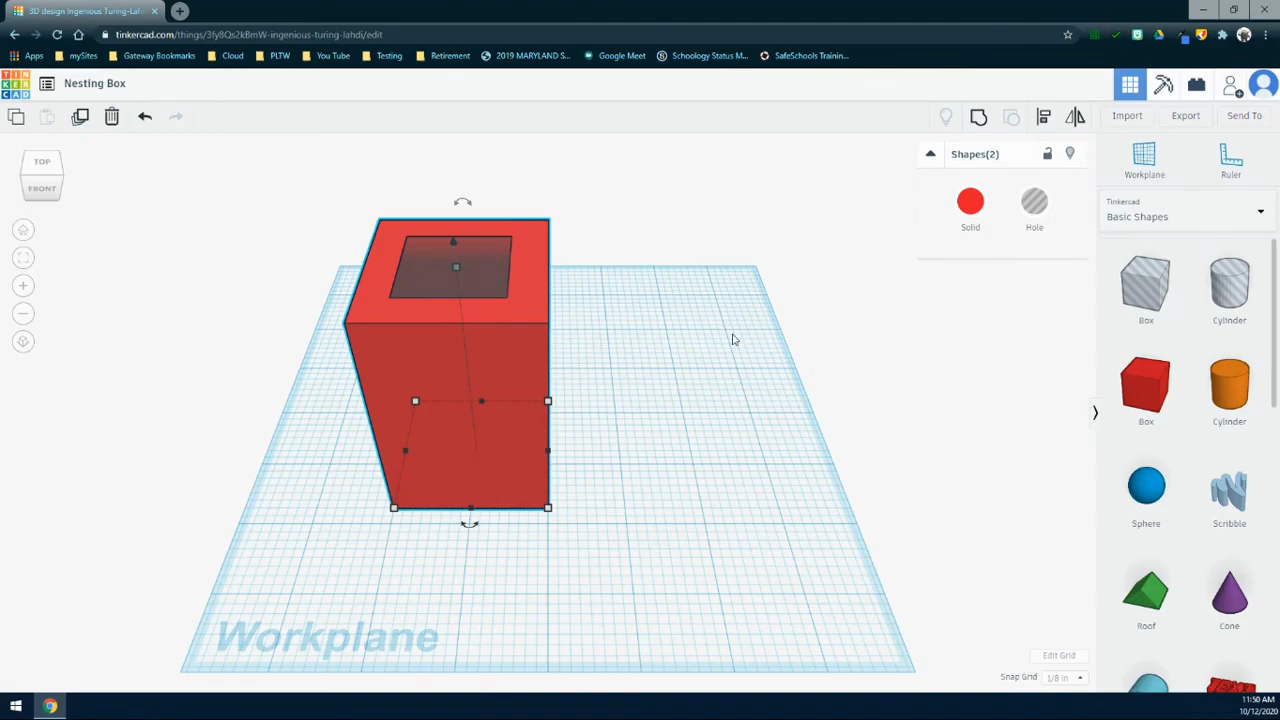 3D design Ingenious Turing-Lahdi
tinkercad.com/things/3fy8Qs2kBmW-ingenious-turing-lahdi/edit
Apps mySites Gateway Bookmarks Cloud PLTW You Tube Testing Retirement 2019 MARYLAND S... Google Meet Schoology Status M... SafeSchools Trainin...
TIN
KER
CAD
Nesting Box
Import Export Send To
TOP
FRONT
Shapes(2)
Solid Hole
Workplane Ruler
Tinkercad
Basic Shapes
Box Cylinder
Box Cylinder
Sphere Scribble
Roof Cone
Workplane
Edit Grid
Snap Grid 1/8 in
11:50 AM
10/12/2020